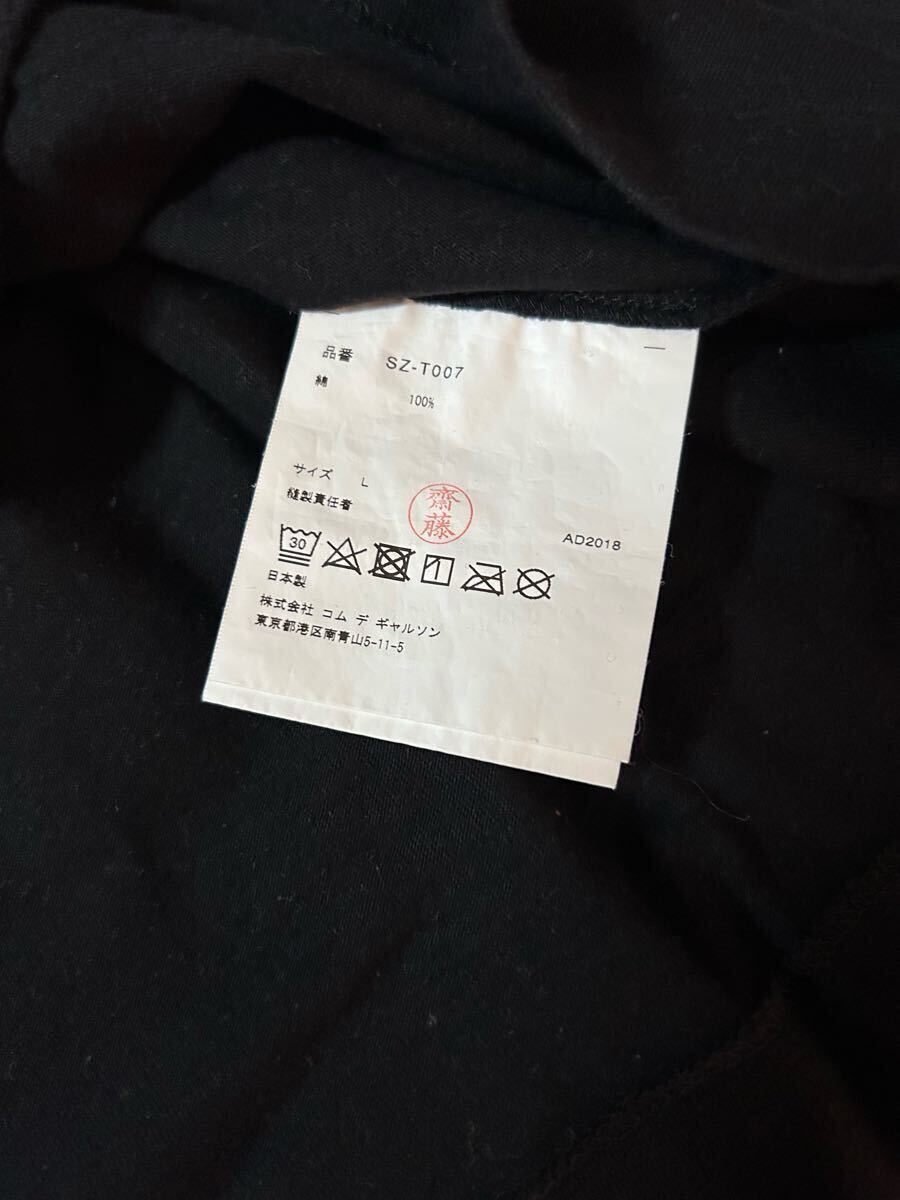 品番 SZ-T007
綿 100%
サイズ L
縫製責任者
齋藤
AD2018
30
日本製
株式会社 コム デ ギャルソン
東京都港区南青山5-11-5